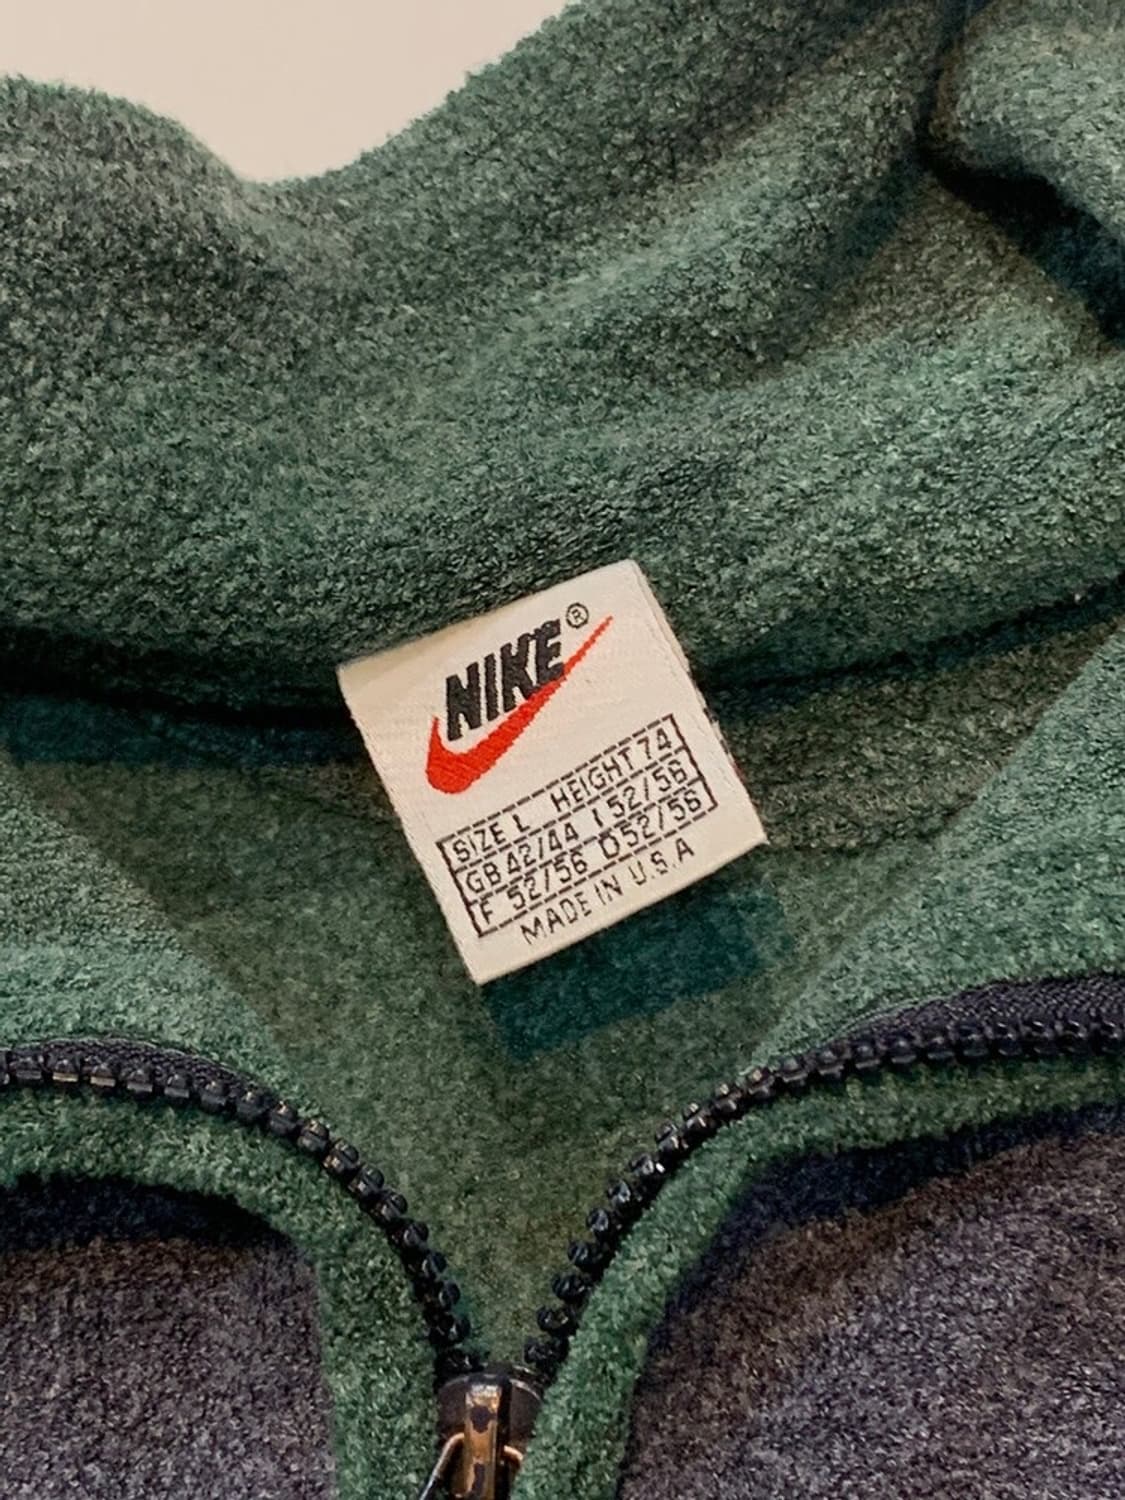 NIKE®
SIZE L HEIGHT 74
GB 42/44 I 52/56
F 52/56 D 52/56
MADE IN U.S.A